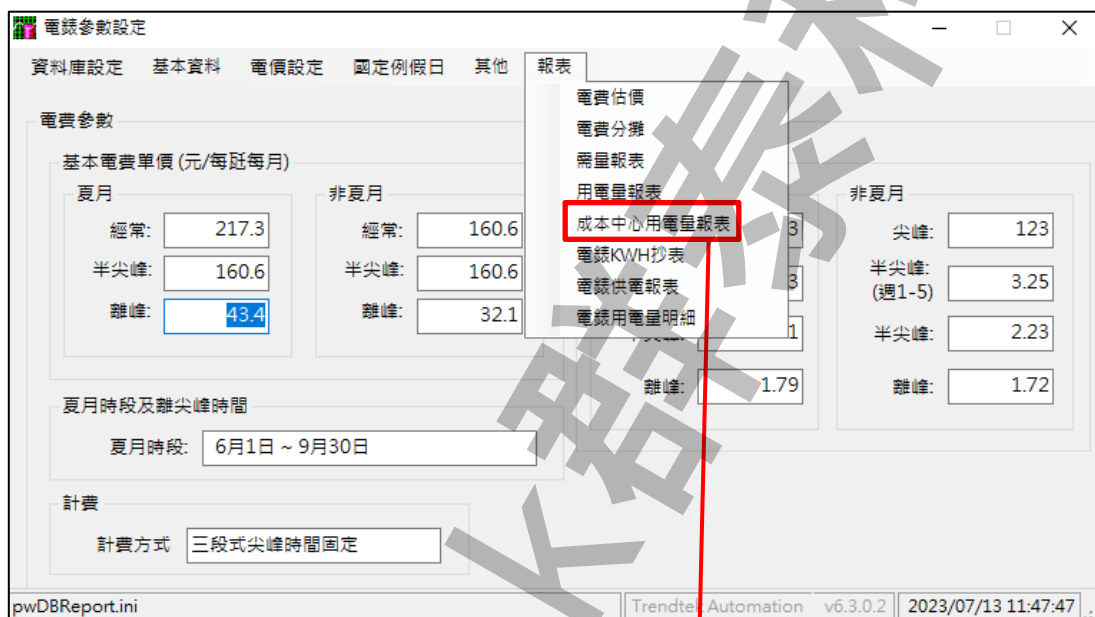 電錶參數設定
資料庫設定 基本資料 電價設定 國定例假日 其他 報表
電費估價
電費分攤
需量報表
用電量報表
成本中心用電量報表
電錶KWH抄表
電錶供電報表
電錶用電量明細
電費參數
基本電費單價 (元/每瓩每月)
夏月
經常: 217.3
半尖峰: 160.6
離峰: 43.4
非夏月
經常: 160.6
半尖峰: 160.6
離峰: 32.1
3
3
1
離峰: 1.79
非夏月
尖峰: 123
半尖峰:
(週1-5) 3.25
半尖峰: 2.23
離峰: 1.72
夏月時段及離尖峰時間
夏月時段: 6月1日 ~ 9月30日
計費
計費方式 三段式尖峰時間固定
pwDBReport.ini Trendtek Automation v6.3.0.2 2023/07/13 11:47:47